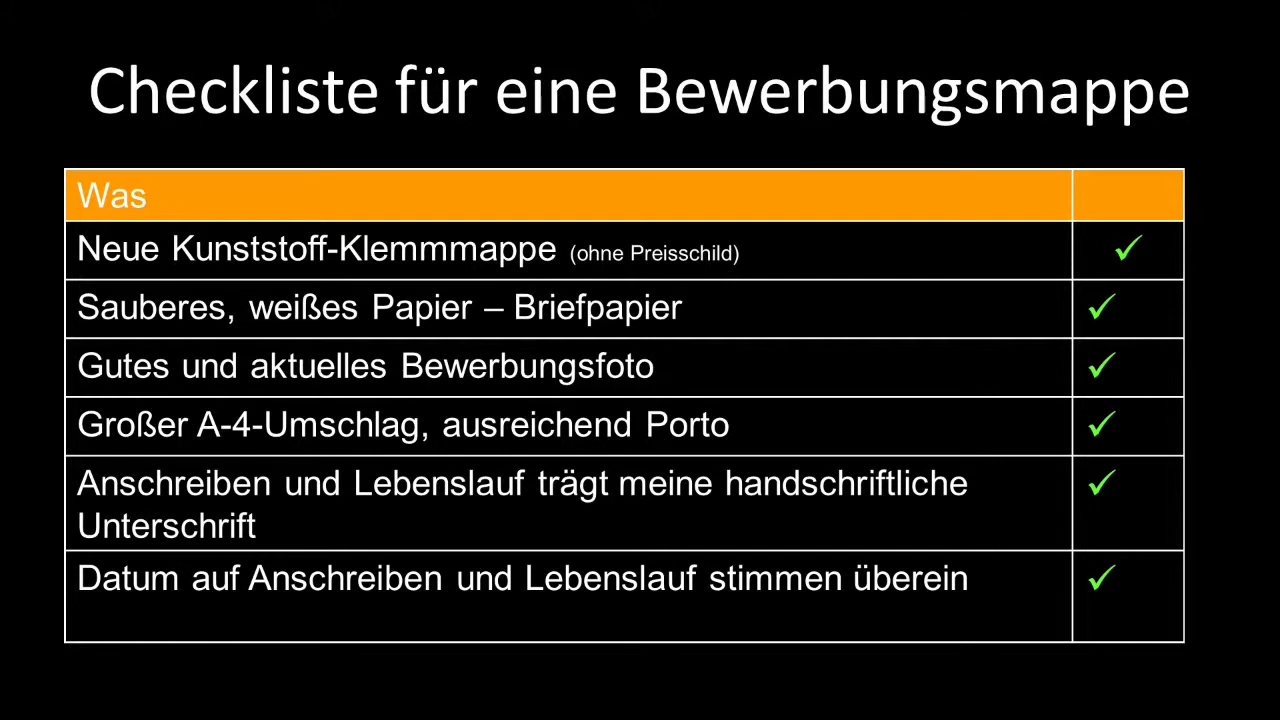 Checkliste für eine Bewerbungsmappe
Was
Neue Kunststoff-Klemmmappe (ohne Preisschild) ✓
Sauberes, weißes Papier – Briefpapier ✓
Gutes und aktuelles Bewerbungsfoto ✓
Großer A-4-Umschlag, ausreichend Porto ✓
Anschreiben und Lebenslauf trägt meine handschriftliche ✓
Unterschrift
Datum auf Anschreiben und Lebenslauf stimmen überein ✓